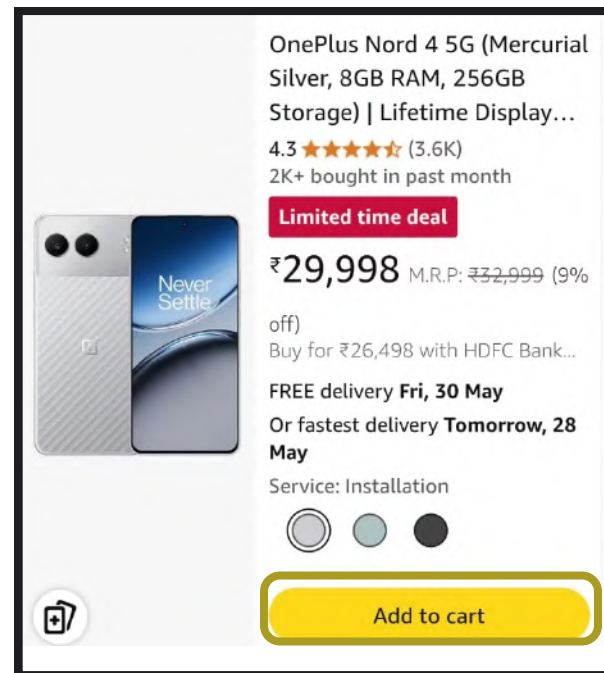 OnePlus Nord 4 5G (Mercurial
Silver, 8GB RAM, 256GB
Storage) | Lifetime Display...
4.3 (3.6K)
2K+ bought in past month
Limited time deal
₹29,998 M.R.P: ₹32,999 (9%
off)
Buy for ₹26,498 with HDFC Bank...
FREE delivery Fri, 30 May
Or fastest delivery Tomorrow, 28
May
Service: Installation
Never
Settle
Add to cart